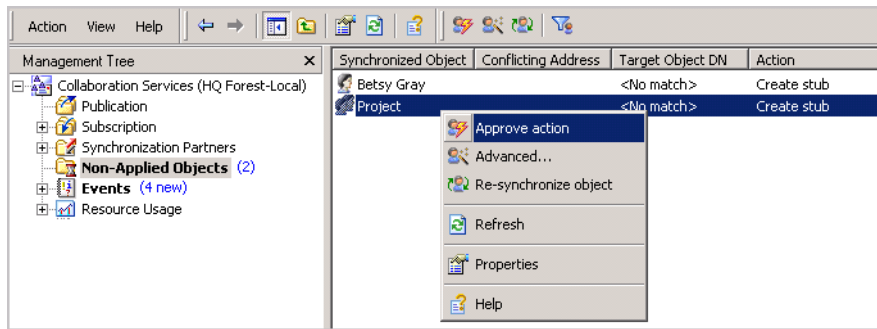 Action View Help
Management Tree
Synchronized Object Conflicting Address Target Object DN Action
Collaboration Services (HQ Forest-Local)
Publication
Subscription
Synchronization Partners
Non-Applied Objects (2)
Events (4 new)
Resource Usage
Betsy Gray <No match> Create stub
Project <No match> Create stub
Approve action
Advanced...
Re-synchronize object
Refresh
Properties
Help